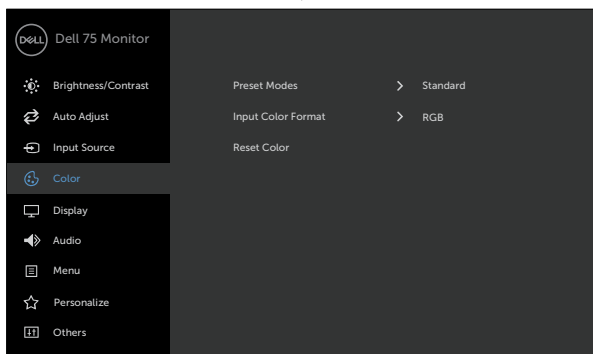 DELL Dell 75 Monitor
Brightness/Contrast
Preset Modes Standard
Auto Adjust
Input Color Format RGB
Input Source
Reset Color
Color
Display
Audio
Menu
Personalize
Others